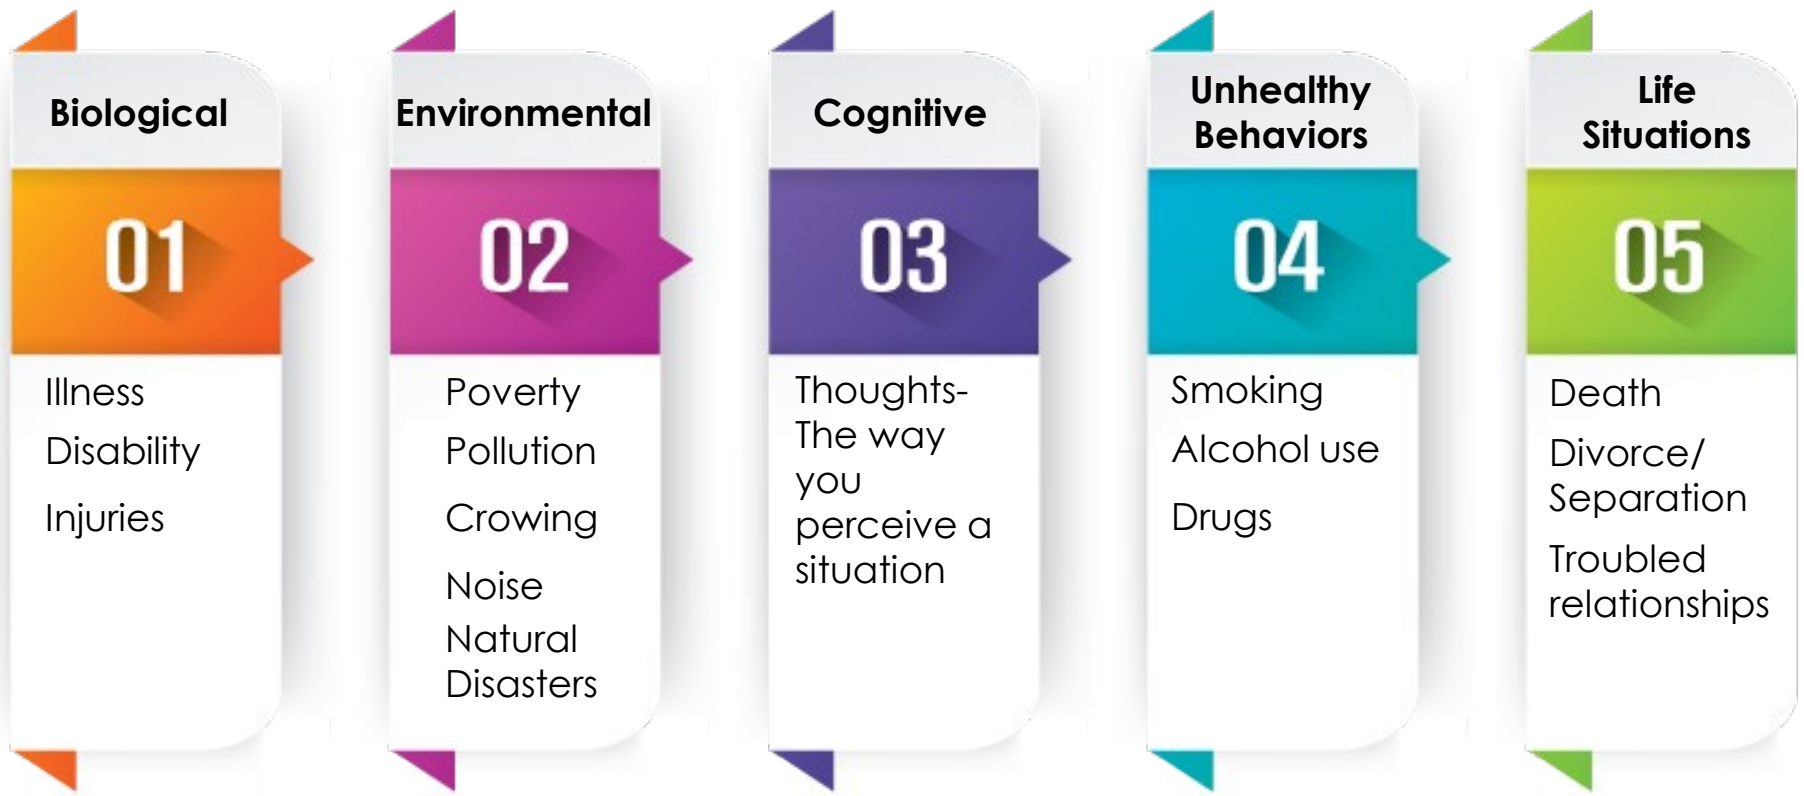 Biological
01
Illness
Disability
Injuries
Environmental
02
Poverty
Pollution
Crowing
Noise
Natural
Disasters
Cognitive
03
Thoughts-
The way
you
perceive a
situation
Unhealthy
Behaviors
04
Smoking
Alcohol use
Drugs
Life
Situations
05
Death
Divorce/
Separation
Troubled
relationships